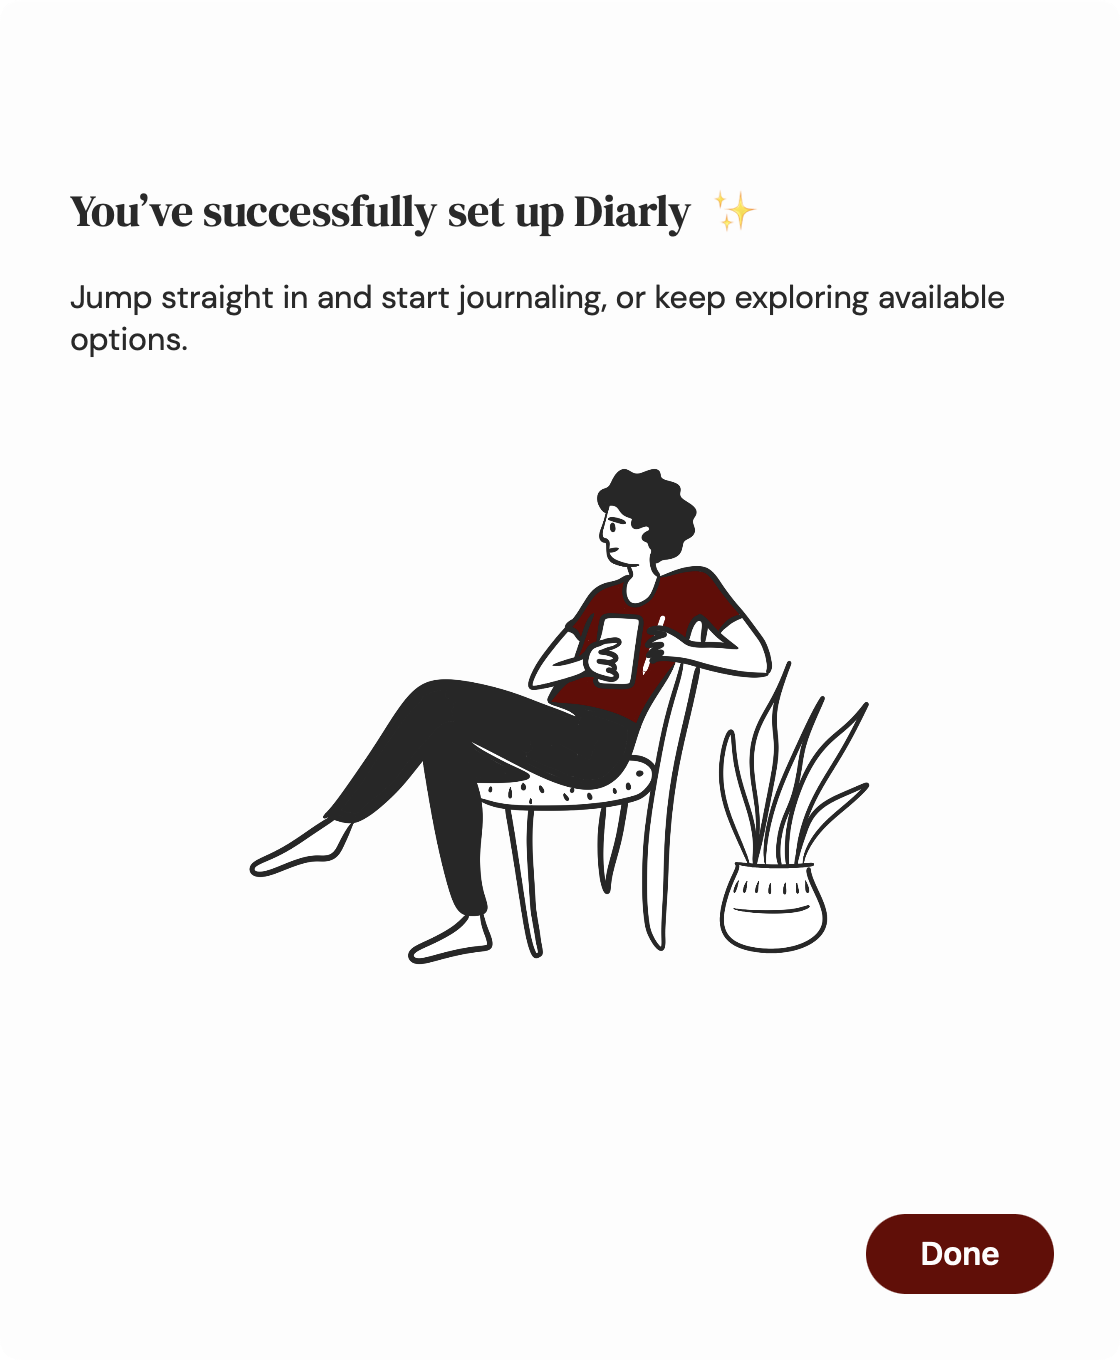 You’ve successfully set up Diarly ✨
Jump straight in and start journaling, or keep exploring available
options.
Done